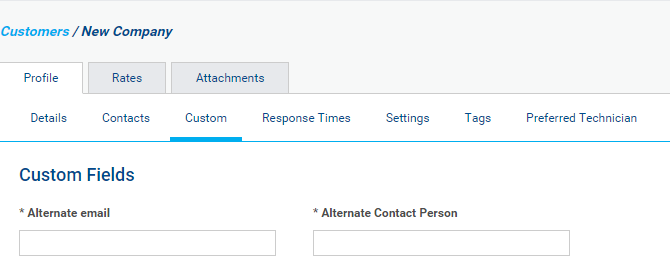 Customers / New Company
Profile Rates Attachments
Details Contacts Custom Response Times Settings Tags Preferred Technician
Custom Fields
* Alternate email * Alternate Contact Person